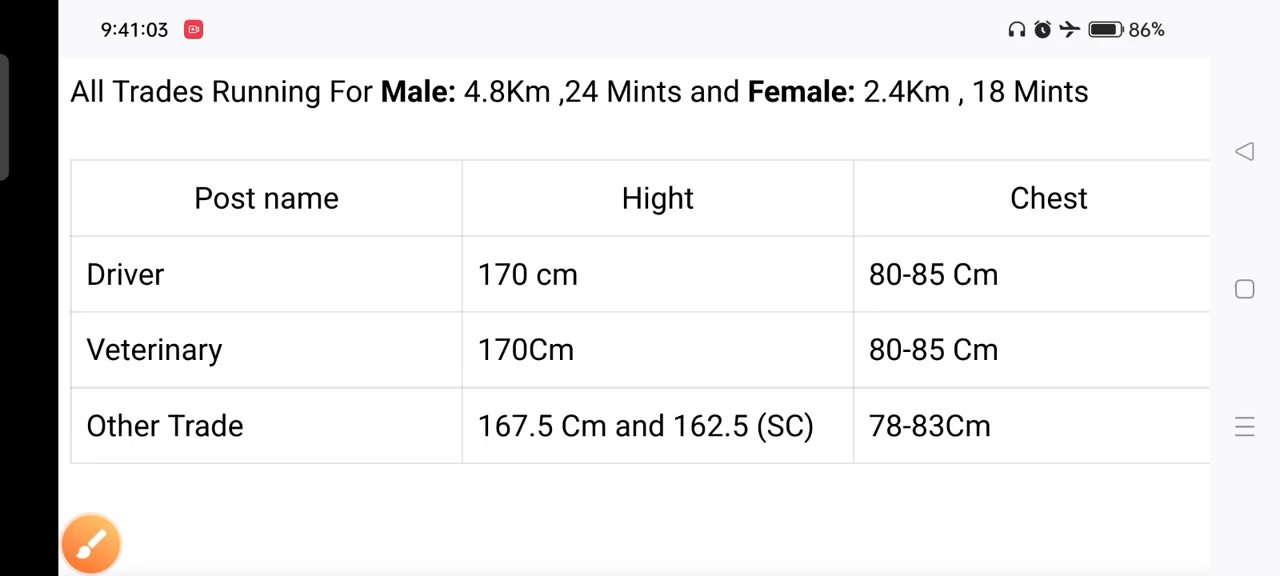 9:41:03 86%
All Trades Running For Male: 4.8Km ,24 Mints and Female: 2.4Km , 18 Mints
Post name Hight Chest
Driver 170 cm 80-85 Cm
Veterinary 170Cm 80-85 Cm
Other Trade 167.5 Cm and 162.5 (SC) 78-83Cm